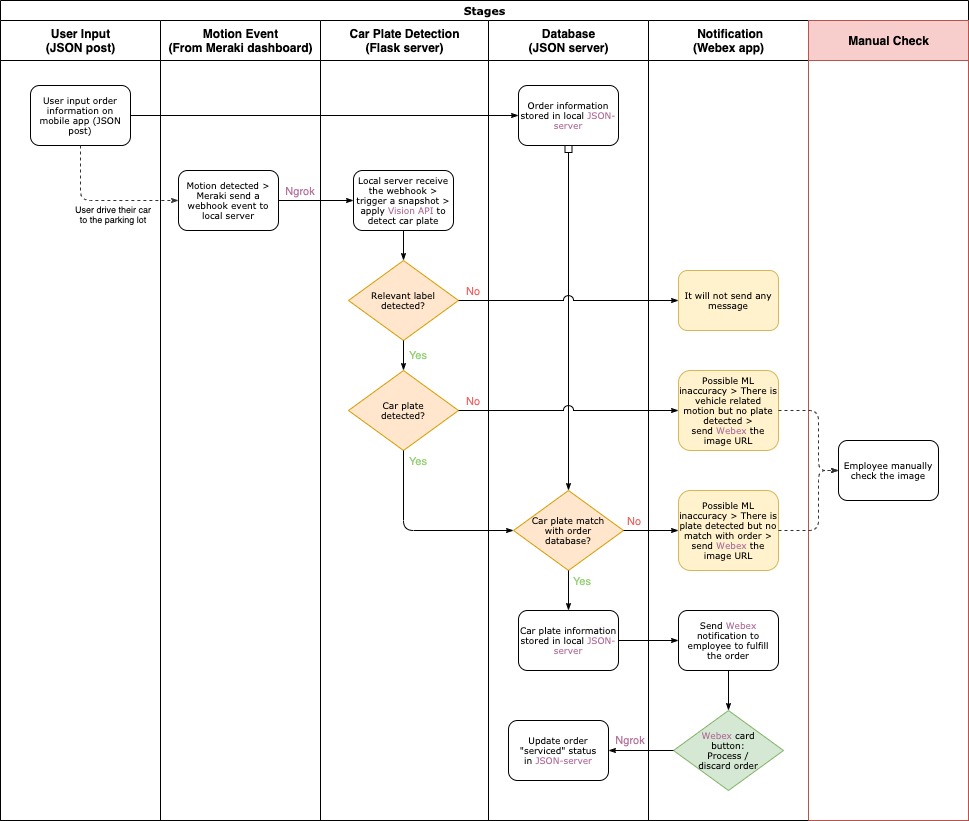 Stages
User Input
(JSON post)
Motion Event
(From Meraki dashboard)
Car Plate Detection
(Flask server)
Database
(JSON server)
Notification
(Webex app)
Manual Check
User input order
information on
mobile app (JSON
post)
Order information
stored in local JSON-
server
User drive their car
to the parking lot
Motion detected >
Meraki send a
webhook event to
local server
Ngrok
Local server receive
the webhook >
trigger a snapshot >
apply Vision API to
detect car plate
Relevant label
detected?
No
It will not send any
message
Yes
Car plate
detected?
No
Possible ML
inaccuracy > There is
vehicle related
motion but no plate
detected >
send Webex the
image URL
Yes
Employee manually
check the image
Car plate match
with order
database?
No
Possible ML
inaccuracy > There is
plate detected but no
match with order >
send Webex the
image URL
Yes
Car plate information
stored in local JSON-
server
Send Webex
notification to
employee to fulfill
the order
Webex card
button:
Process /
discard order
Ngrok
Update order
"serviced" status
in JSON-server